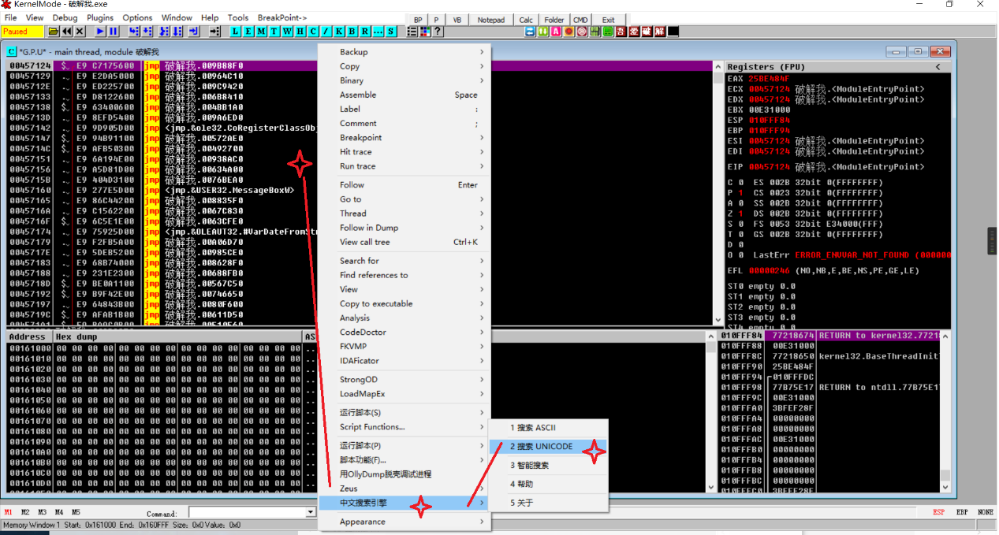 KernelMode - 破解我.exe
File View Debug Plugins Options Window Help Tools BreakPoint->
BP P VB Notepad Calc Folder CMD Exit
Paused
L E M T W H C / K B R ... S
吾 爱 破 解
C *G.P.U* - main thread, module 破解我
00457124 $ E9 C7175600 jmp 破解我.009B88F0
00457129 . E9 E2DA5000 jmp 破解我.00964C10
0045712E . E9 ED225700 jmp 破解我.009C9420
00457133 . E9 D8122600 jmp 破解我.006B8410
00457138 $ E9 63400600 jmp 破解我.004BB1A0
0045713D . E9 8EFD5400 jmp 破解我.009A6ED0
00457142 . E9 9D905D00 jmp <jmp.&ole32.CoRegisterClassObj
00457147 $ E9 94B91100 jmp 破解我.00572AE0
0045714C $ E9 AFB50300 jmp 破解我.00492700
00457151 . E9 6A194E00 jmp 破解我.00938AC0
00457156 . E9 A5D81D00 jmp 破解我.00634A00
0045715B . E9 404D3100 jmp 破解我.0076BEA0
00457160 . E9 277E5D00 jmp <jmp.&USER32.MessageBoxW>
00457165 . E9 86C44200 jmp 破解我.008835F0
0045716A . E9 C1562200 jmp 破解我.0067C830
0045716F $ E9 6C5E1E00 jmp 破解我.0063CFE0
00457174 . E9 75925D00 jmp <jmp.&OLEAUT32.#VarDateFromStr
00457179 . E9 F2FB5A00 jmp 破解我.00A06D70
0045717E . E9 5DEB5200 jmp 破解我.00985CE0
00457183 . E9 68B74000 jmp 破解我.008628F0
00457188 . E9 231E2300 jmp 破解我.00688FB0
0045718D $ E9 BE0A1100 jmp 破解我.00567C50
00457192 $ E9 B9F42E00 jmp 破解我.00746650
00457197 . E9 64843B00 jmp 破解我.0080F600
0045719C $ E9 AFAB1B00 jmp 破解我.00611D50
Backup
Copy
Binary
Assemble Space
Label :
Comment ;
Breakpoint
Hit trace
Run trace
Follow Enter
Go to
Thread
Follow in Dump
View call tree Ctrl+K
Search for
Find references to
View
Copy to executable
Analysis
CodeDoctor
FKVMP
IDAFicator
StrongOD
LoadMapEx
运行脚本(S)
Script Functions...
运行脚本(P)
脚本功能(F)...
用OllyDump脱壳调试进程
Zeus
中文搜索引擎
Appearance
1 搜索 ASCII
2 搜索 UNICODE
3 智能搜索
4 帮助
5 关于
Registers (FPU) <
EAX 25BE484F
ECX 00457124 破解我.<ModuleEntryPoint>
EDX 00457124 破解我.<ModuleEntryPoint>
EBX 00E31000
ESP 010FFF84
EBP 010FFF94
ESI 00457124 破解我.<ModuleEntryPoint>
EDI 00457124 破解我.<ModuleEntryPoint>
EIP 00457124 破解我.<ModuleEntryPoint>
C 0 ES 002B 32bit 0(FFFFFFFF)
P 1 CS 0023 32bit 0(FFFFFFFF)
A 0 SS 002B 32bit 0(FFFFFFFF)
Z 1 DS 002B 32bit 0(FFFFFFFF)
S 0 FS 0053 32bit E34000(FFF)
T 0 GS 002B 32bit 0(FFFFFFFF)
D 0
O 0 LastErr ERROR_ENVVAR_NOT_FOUND (000000
EFL 00000246 (NO,NB,E,BE,NS,PE,GE,LE)
ST0 empty 0.0
ST1 empty 0.0
ST2 empty 0.0
ST3 empty 0.0
ST4 empty 0.0
Address Hex dump AS
00161000 00 00 00 00 00 00 00 00 00 00 00 00 00 00 00 00 ..
00161010 00 00 00 00 00 00 00 00 00 00 00 00 00 00 00 00 ..
00161020 00 00 00 00 00 00 00 00 00 00 00 00 00 00 00 00 ..
00161030 00 00 00 00 00 00 00 00 00 00 00 00 00 00 00 00 ..
00161040 00 00 00 00 00 00 00 00 00 00 00 00 00 00 00 00 ..
00161050 00 00 00 00 00 00 00 00 00 00 00 00 00 00 00 00 ..
00161060 00 00 00 00 00 00 00 00 00 00 00 00 00 00 00 00 ..
00161070 00 00 00 00 00 00 00 00 00 00 00 00 00 00 00 00 ..
00161080 00 00 00 00 00 00 00 00 00 00 00 00 00 00 00 00 ..
00161090 00 00 00 00 00 00 00 00 00 00 00 00 00 00 00 00 ..
001610A0 00 00 00 00 00 00 00 00 00 00 00 00 00 00 00 00 ..
001610B0 00 00 00 00 00 00 00 00 00 00 00 00 00 00 00 00 ..
001610C0 00 00 00 00 00 00 00 00 00 00 00 00 00 00 00 00 ..
001610D0 00 00 00 00 00 00 00 00 00 00 00 00 00 00 00 00 ..
010FFF84 77218674 RETURN to kernel32.7721
010FFF88 00E31000
010FFF8C 77218650 kernel32.BaseThreadInit
010FFF90 25BE484F
010FFF94 010FFFDC
010FFF98 77B75E17 RETURN to ntdll.77B75E1
010FFF9C 00E31000
010FFFA0 3BFEF28F
010FFFA4 00000000
010FFFA8 00000000
010FFFAC 00E31000
010FFFB0 00000000
010FFFB4 00000000
010FFFB8 00000000
010FFFBC 00000000
010FFFC0 3BFEF28F
M1 M2 M3 M4 M5 Command: ESP EBP NONE
Memory Window 1 Start: 0x161000 End: 0x160FFF Size: 0x0 Value: 0x0